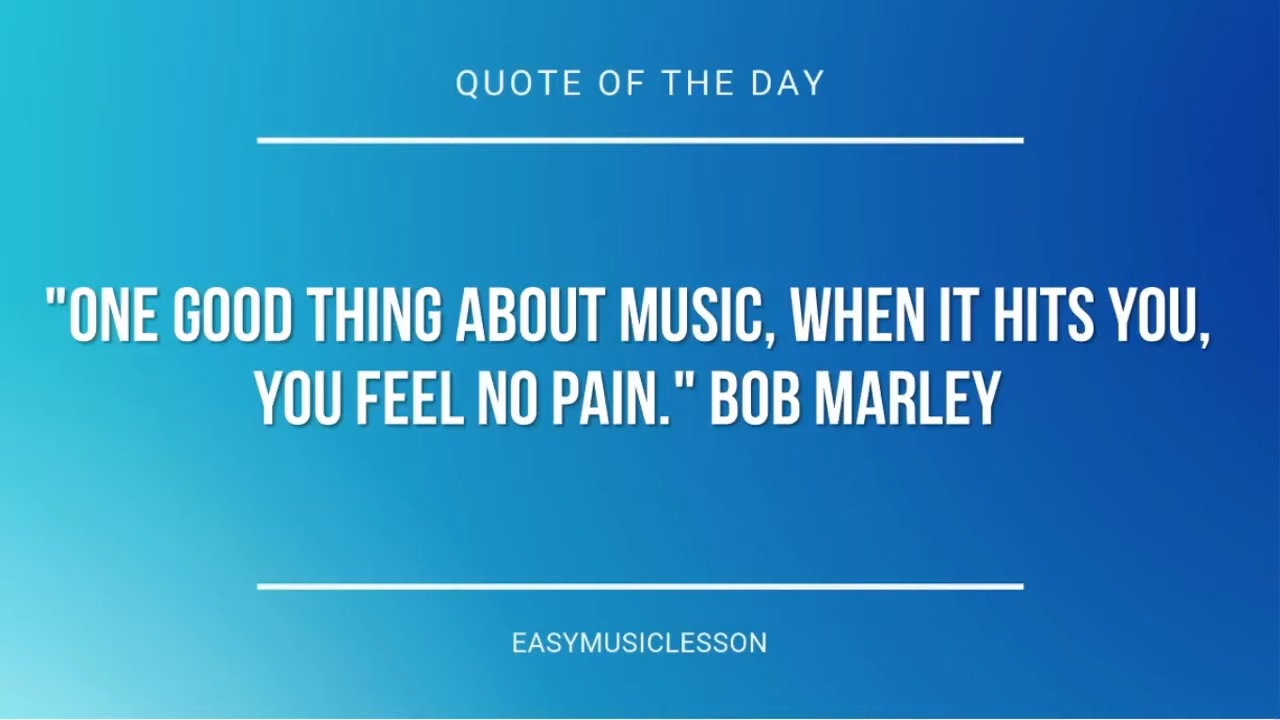 QUOTE OF THE DAY
"ONE GOOD THING ABOUT MUSIC, WHEN IT HITS YOU,
YOU FEEL NO PAIN." BOB MARLEY
EASYMUSICLESSON